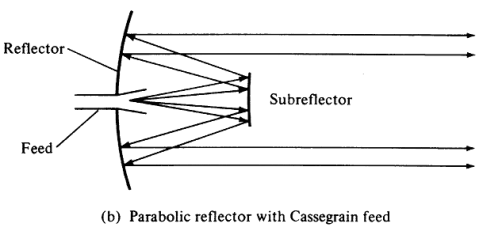 Reflector
Subreflector
Feed
(b) Parabolic reflector with Cassegrain feed